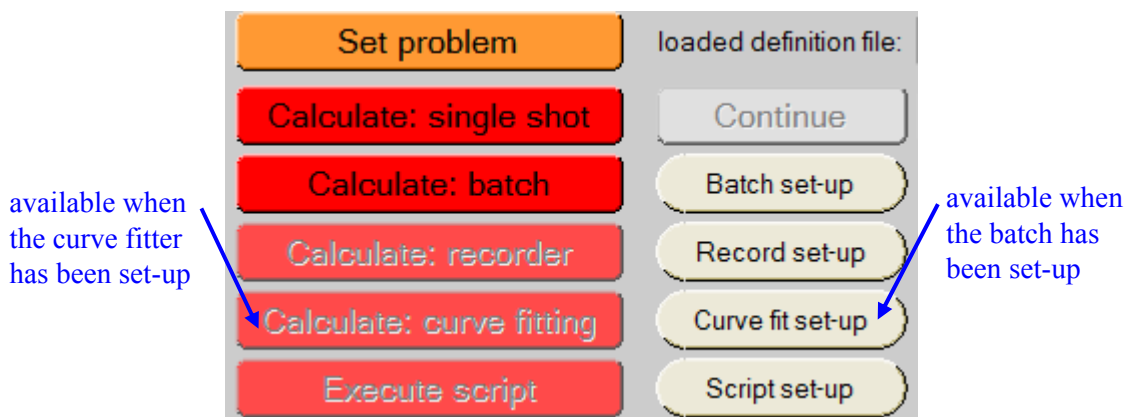 Set problem
loaded definition file:
Calculate: single shot
Continue
Calculate: batch
Batch set-up
available when
the curve fitter
has been set-up
available when
the batch has
been set-up
Calculate: recorder
Record set-up
Calculate: curve fitting
Curve fit set-up
Execute script
Script set-up